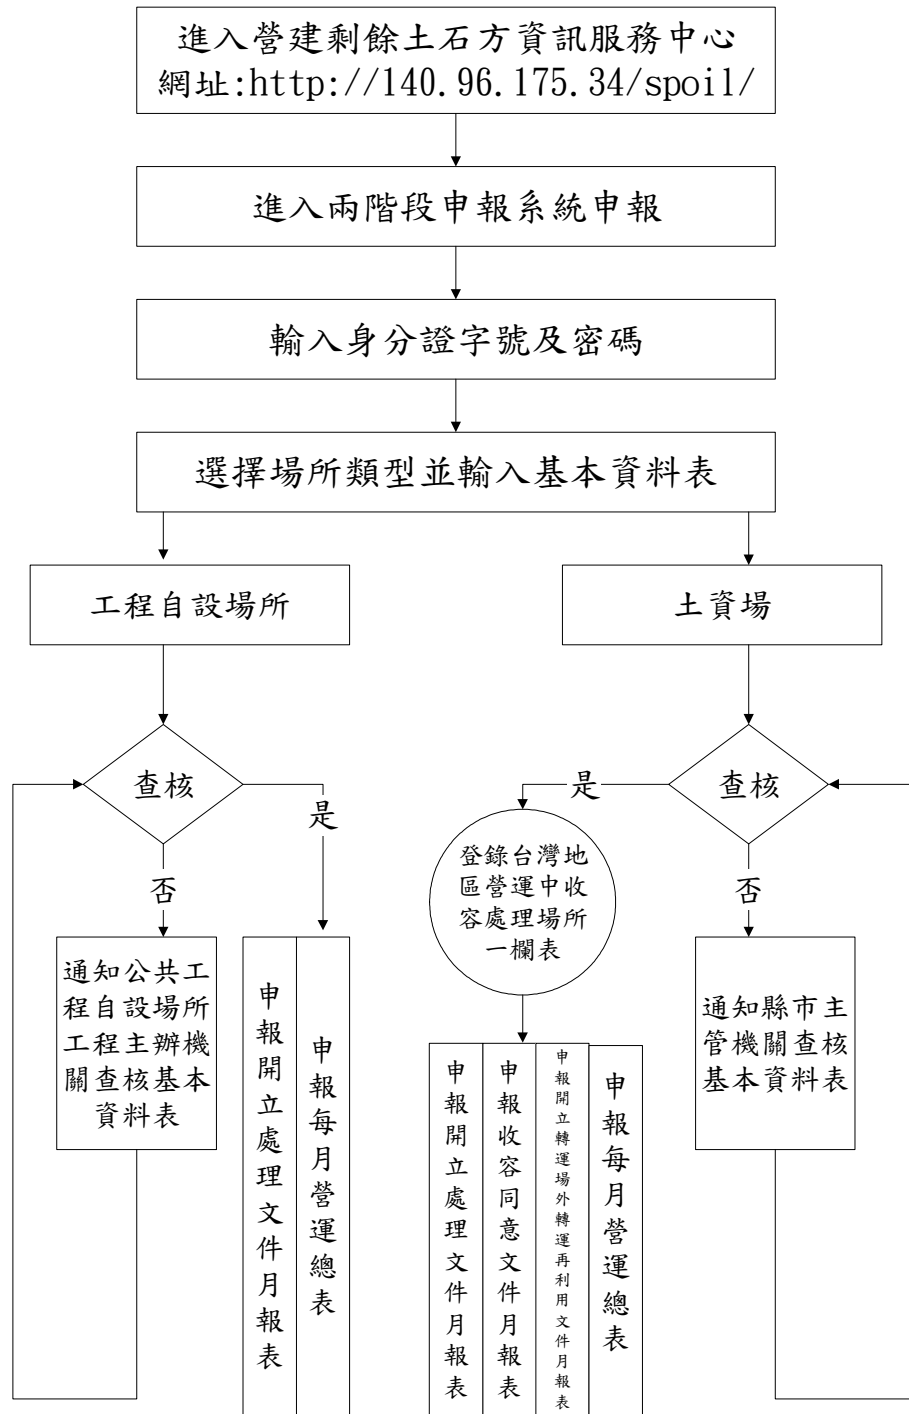 進入營建剩餘土石方資訊服務中心
網址:http://140.96.175.34/spoil/
進入兩階段申報系統申報
輸入身分證字號及密碼
選擇場所類型並輸入基本資料表
工程自設場所
土資場
查核
是
否
通知公共工
程自設場所
工程主辦機
關查核基本
資料表
申報開立處理文件月報表
申報每月營運總表
查核
是
否
登錄台灣地
區營運中收
容處理場所
一欄表
申報開立處理文件月報表
申報收容同意文件月報表
申報開立轉運場外轉運再利用文件月報表
申報每月營運總表
通知縣市主
管機關查核
基本資料表